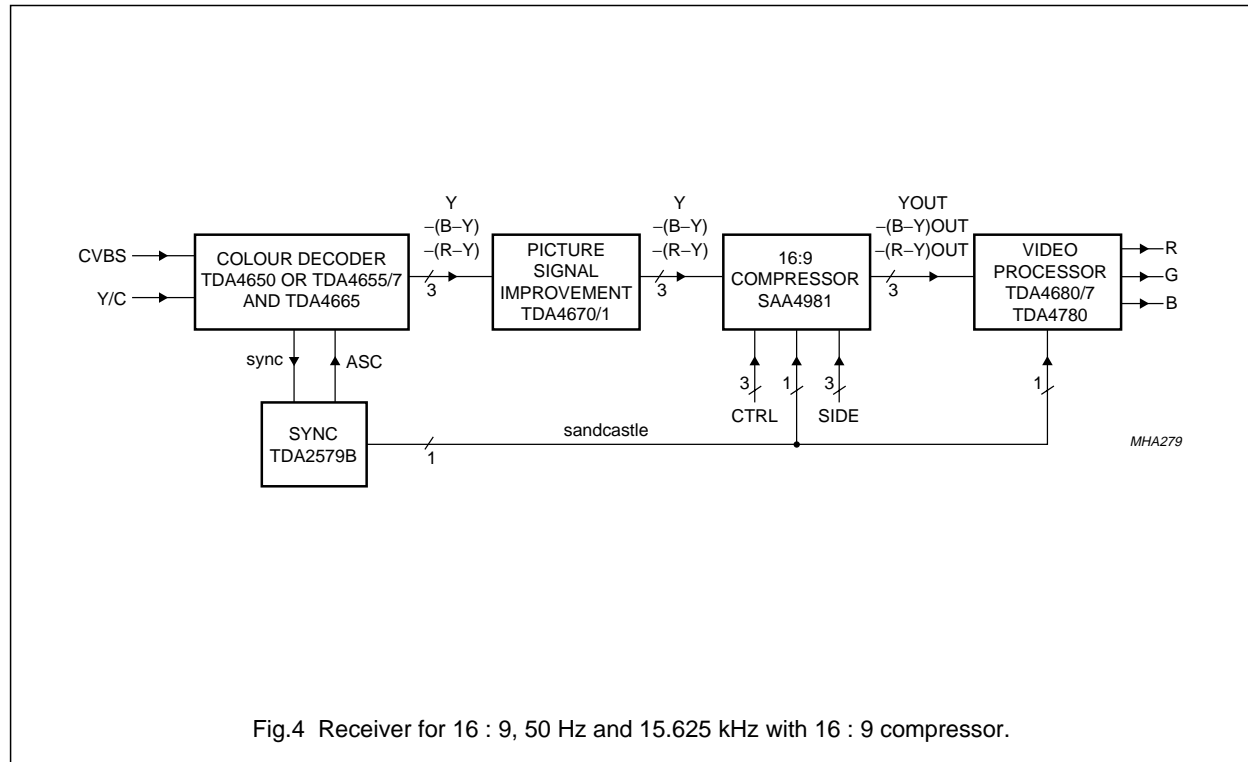 CVBS
Y/C
COLOUR DECODER
TDA4650 OR TDA4655/7
AND TDA4665
Y
−(B−Y)
−(R−Y)
3
PICTURE
SIGNAL
IMPROVEMENT
TDA4670/1
Y
−(B−Y)
−(R−Y)
3
16:9
COMPRESSOR
SAA4981
YOUT
−(B−Y)OUT
−(R−Y)OUT
3
VIDEO
PROCESSOR
TDA4680/7
TDA4780
R
G
B
sync
ASC
3
1
3
1
CTRL
SIDE
SYNC
TDA2579B
1
sandcastle
MHA279
Fig.4 Receiver for 16 : 9, 50 Hz and 15.625 kHz with 16 : 9 compressor.